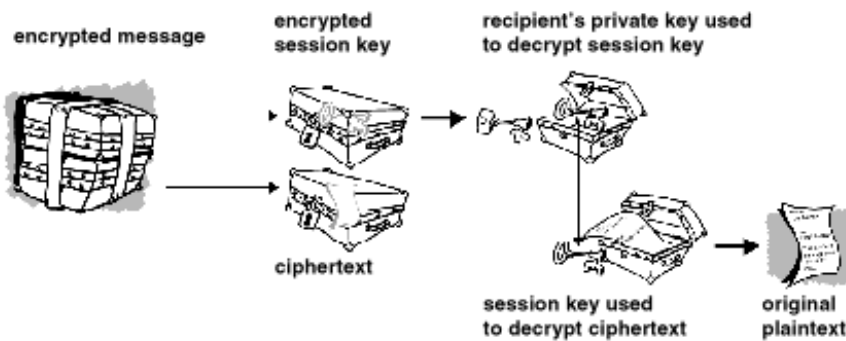 encrypted message
encrypted
session key
recipient's private key used
to decrypt session key
ciphertext
session key used
to decrypt ciphertext
original
plaintext